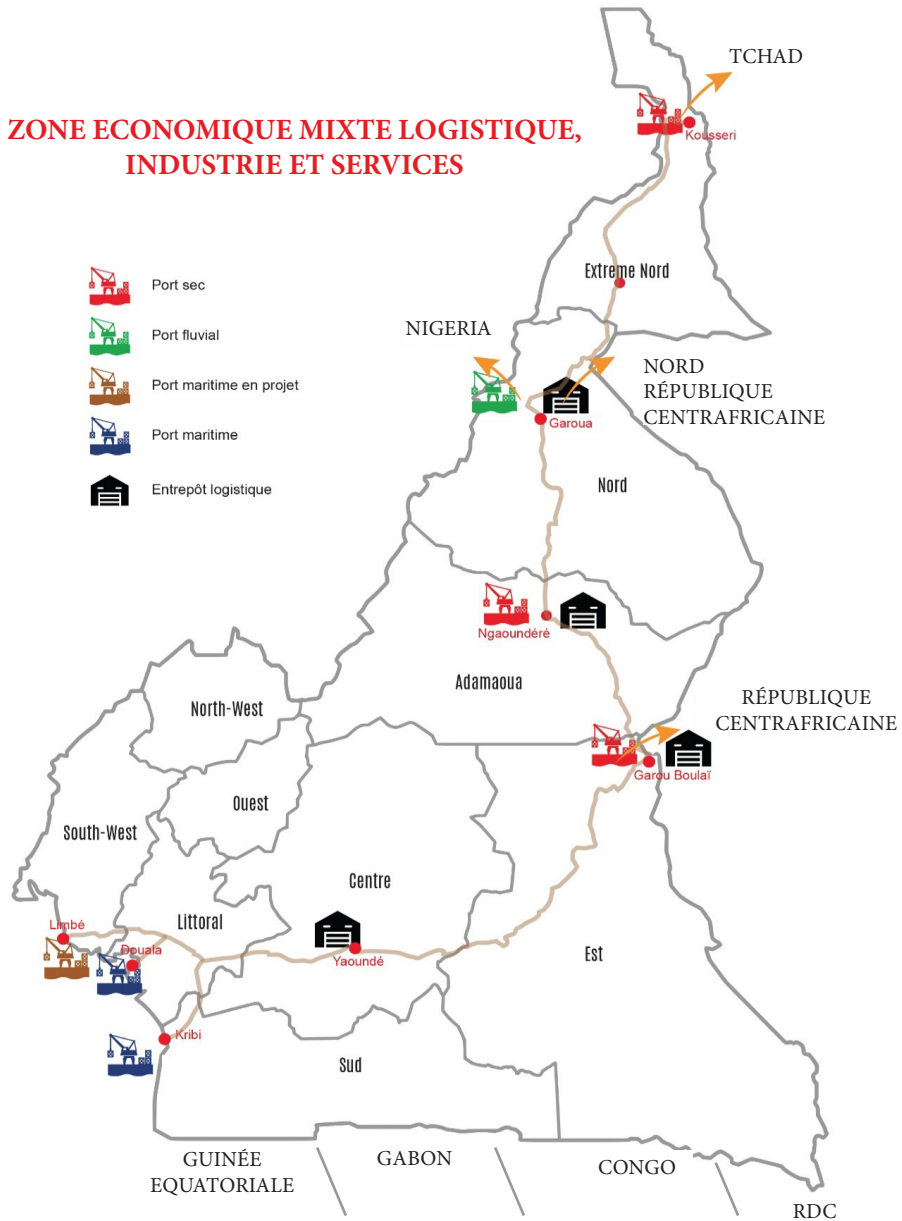 TCHAD
ZONE ECONOMIQUE MIXTE LOGISTIQUE,
INDUSTRIE ET SERVICES
Kousseri
Port sec
Port fluvial
Port maritime en projet
Port maritime
Entrepôt logistique
Extreme Nord
NIGERIA
NORD
RÉPUBLIQUE
CENTRAFRICAINE
Garoua
Nord
Ngaoundéré
Adamaoua
North-West
RÉPUBLIQUE
CENTRAFRICAINE
Garou Boulaï
Ouest
South-West
Centre
Littoral
Limbé
Douala
Yaoundé
Est
Kribi
Sud
GUINÉE
EQUATORIALE
GABON
CONGO
RDC